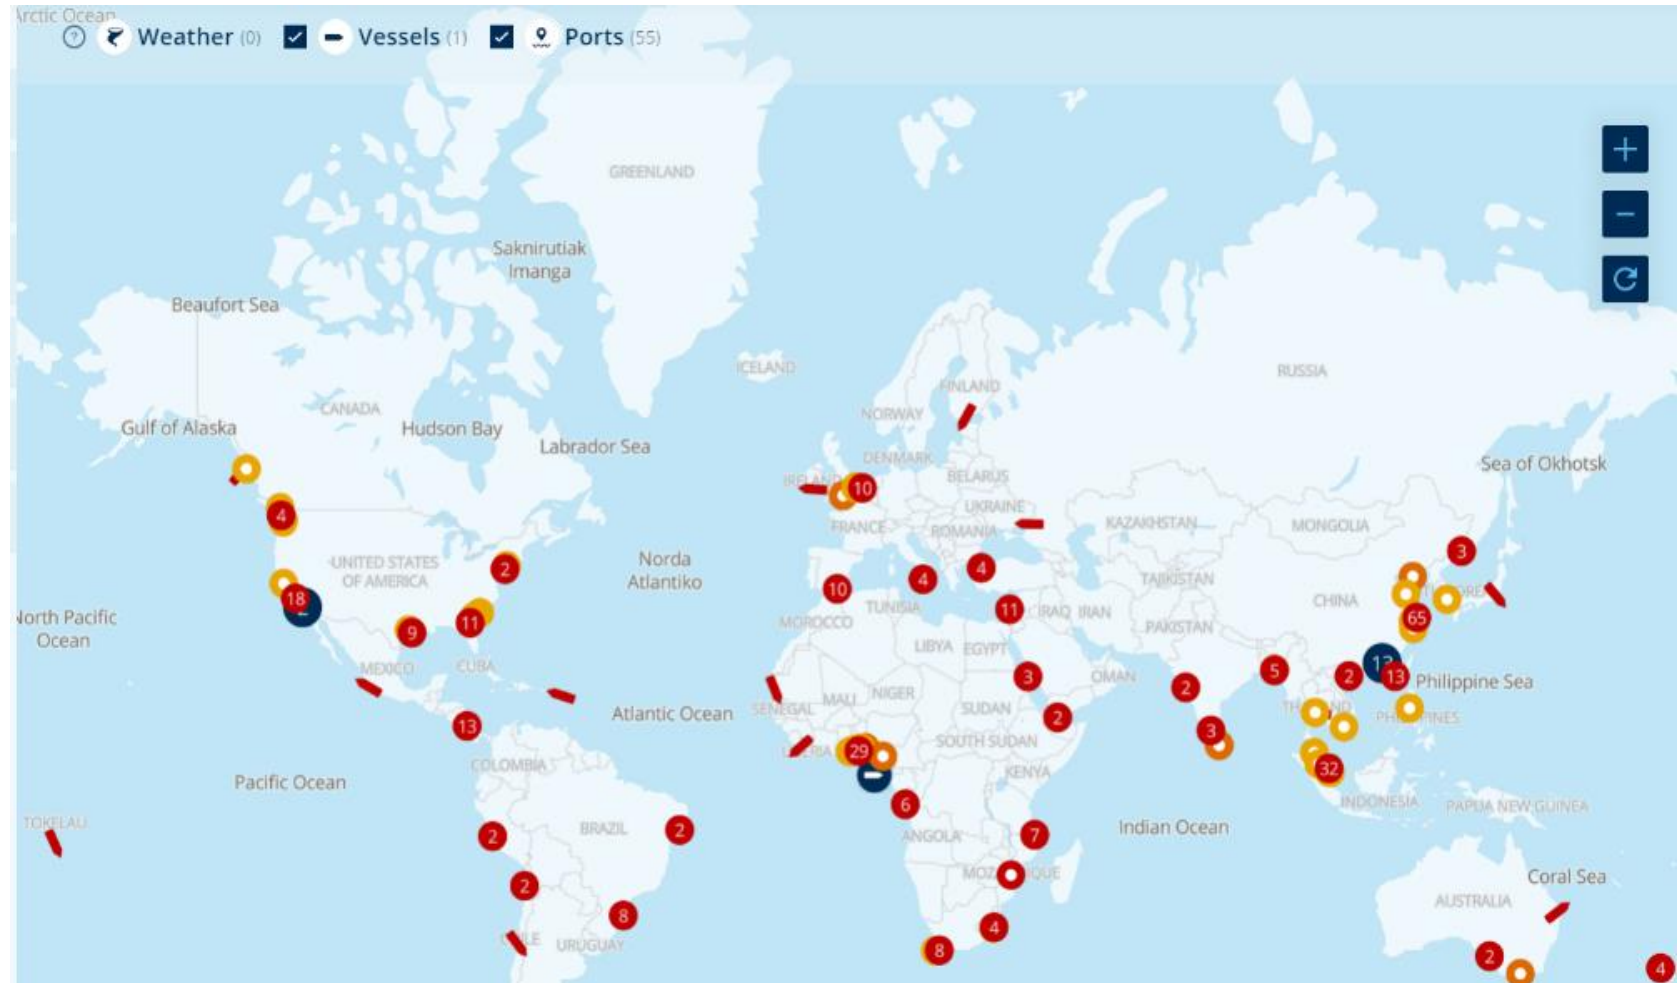 Arctic Ocean
? Weather (0) Vessels (1) Ports (55)
GREENLAND
Saknirutiak
Imanga
Beaufort Sea
ICELAND
RUSSIA
FINLAND
CANADA
NORWAY
Gulf of Alaska
Hudson Bay
Labrador Sea
DENMARK
Sea of Okhotsk
BELARUS
IRELAND
10
UKRAINE
4
FRANCE
ROMANIA
KAZAKHSTAN
MONGOLIA
3
UNITED STATES
OF AMERICA
2
Norda
Atlantiko
10
4
4
TAJIKISTAN
18
CHINA
North Pacific
Ocean
9
11
MOROCCO
TUNISIA
11
IRAQ
IRAN
PAKISTAN
65
LIBYA
EGYPT
MEXICO
CUBA
3
OMAN
2
5
2
13
13
Philippine Sea
13
Atlantic Ocean
SENEGAL
MALI
NIGER
SUDAN
2
3
29
SOUTH SUDAN
COLOMBIA
KENYA
32
Pacific Ocean
6
INDONESIA
PAPUA NEW GUINEA
TOKELAU
2
BRAZIL
2
ANGOLA
7
Indian Ocean
2
Coral Sea
8
AUSTRALIA
URUGUAY
8
4
2
4